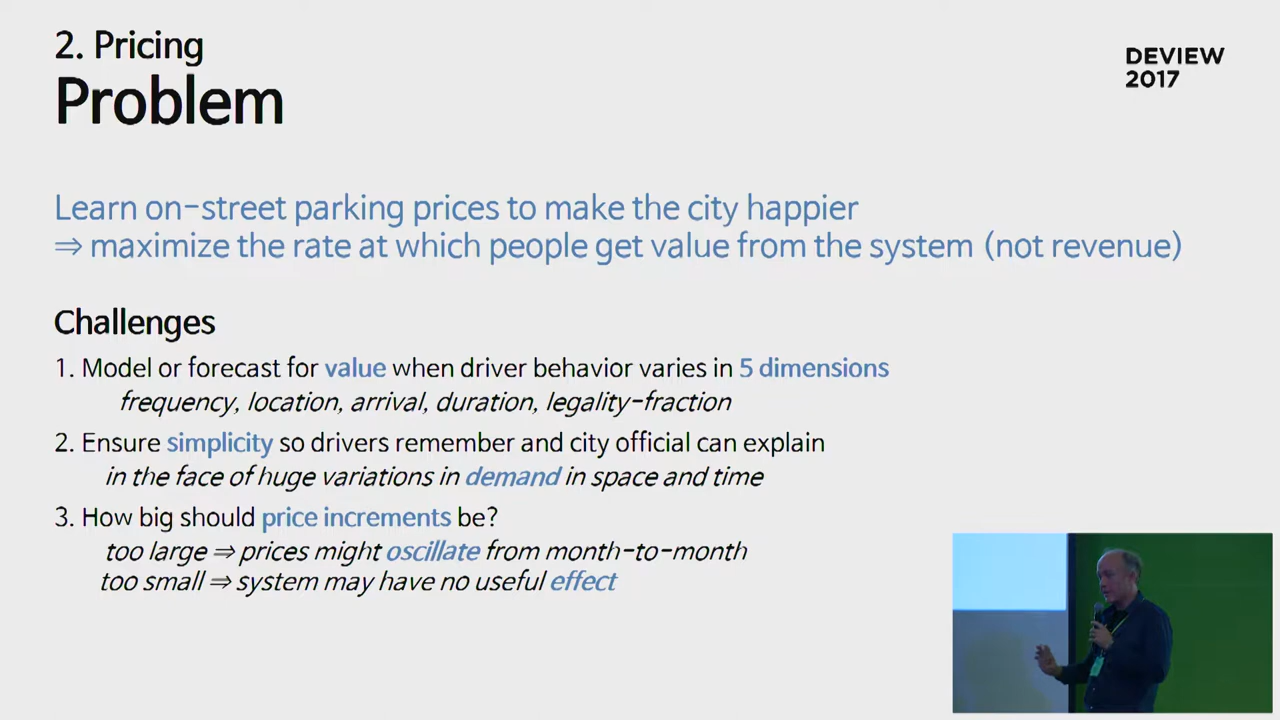 2. Pricing
Problem
DEVIEW
2017
Learn on-street parking prices to make the city happier
⇒ maximize the rate at which people get value from the system (not revenue)
Challenges
1. Model or forecast for value when driver behavior varies in 5 dimensions
frequency, location, arrival, duration, legality-fraction
2. Ensure simplicity so drivers remember and city official can explain
in the face of huge variations in demand in space and time
3. How big should price increments be?
too large ⇒ prices might oscillate from month-to-month
too small ⇒ system may have no useful effect